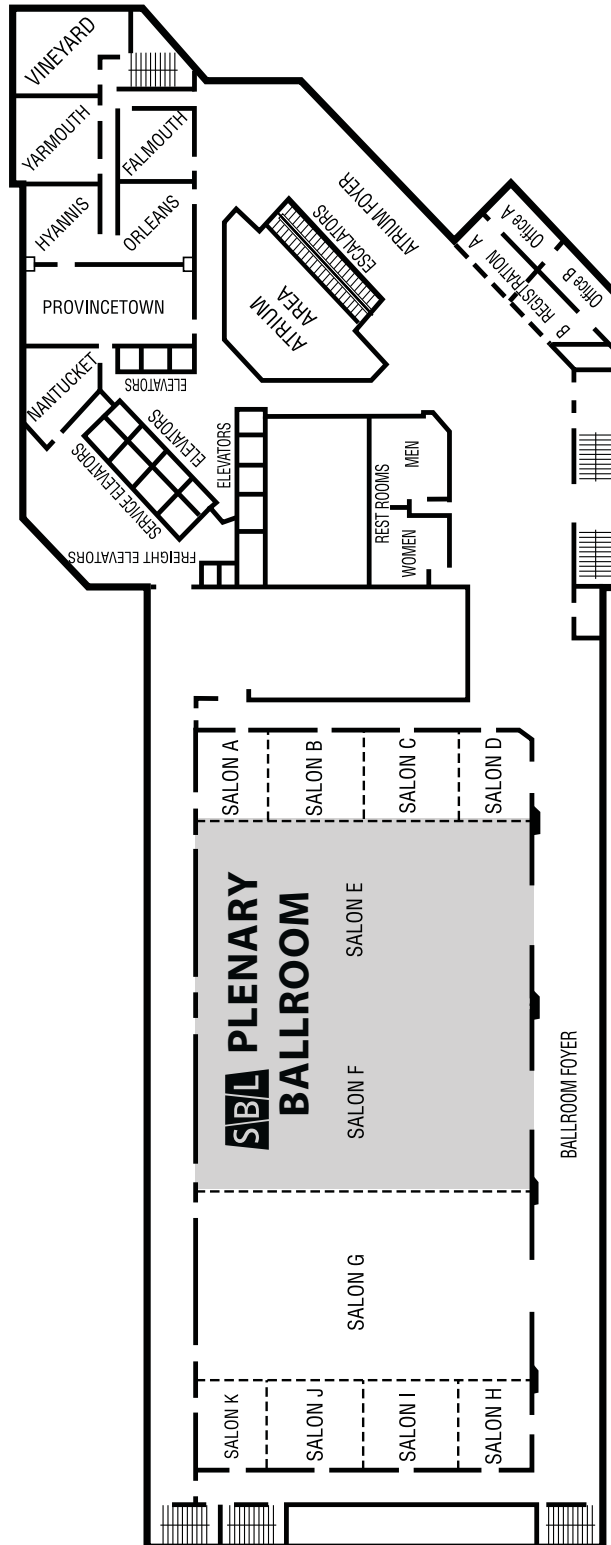 VINEYARD
YARMOUTH
FALMOUTH
HYANNIS
ORLEANS
PROVINCETOWN
NANTUCKET
ELEVATORS
ELEVATORS
SERVICE ELEVATORS
FREIGHT ELEVATORS
ELEVATORS
ATRIUM
AREA
ESCALATORS
ATRIUM FOYER
Office A
Office B
REGISTRATION
A
B
REST ROOMS
MEN
WOMEN
SALON A
SALON B
SALON C
SALON D
SBL PLENARY
BALLROOM
SALON E
SALON F
BALLROOM FOYER
SALON G
SALON K
SALON J
SALON I
SALON H